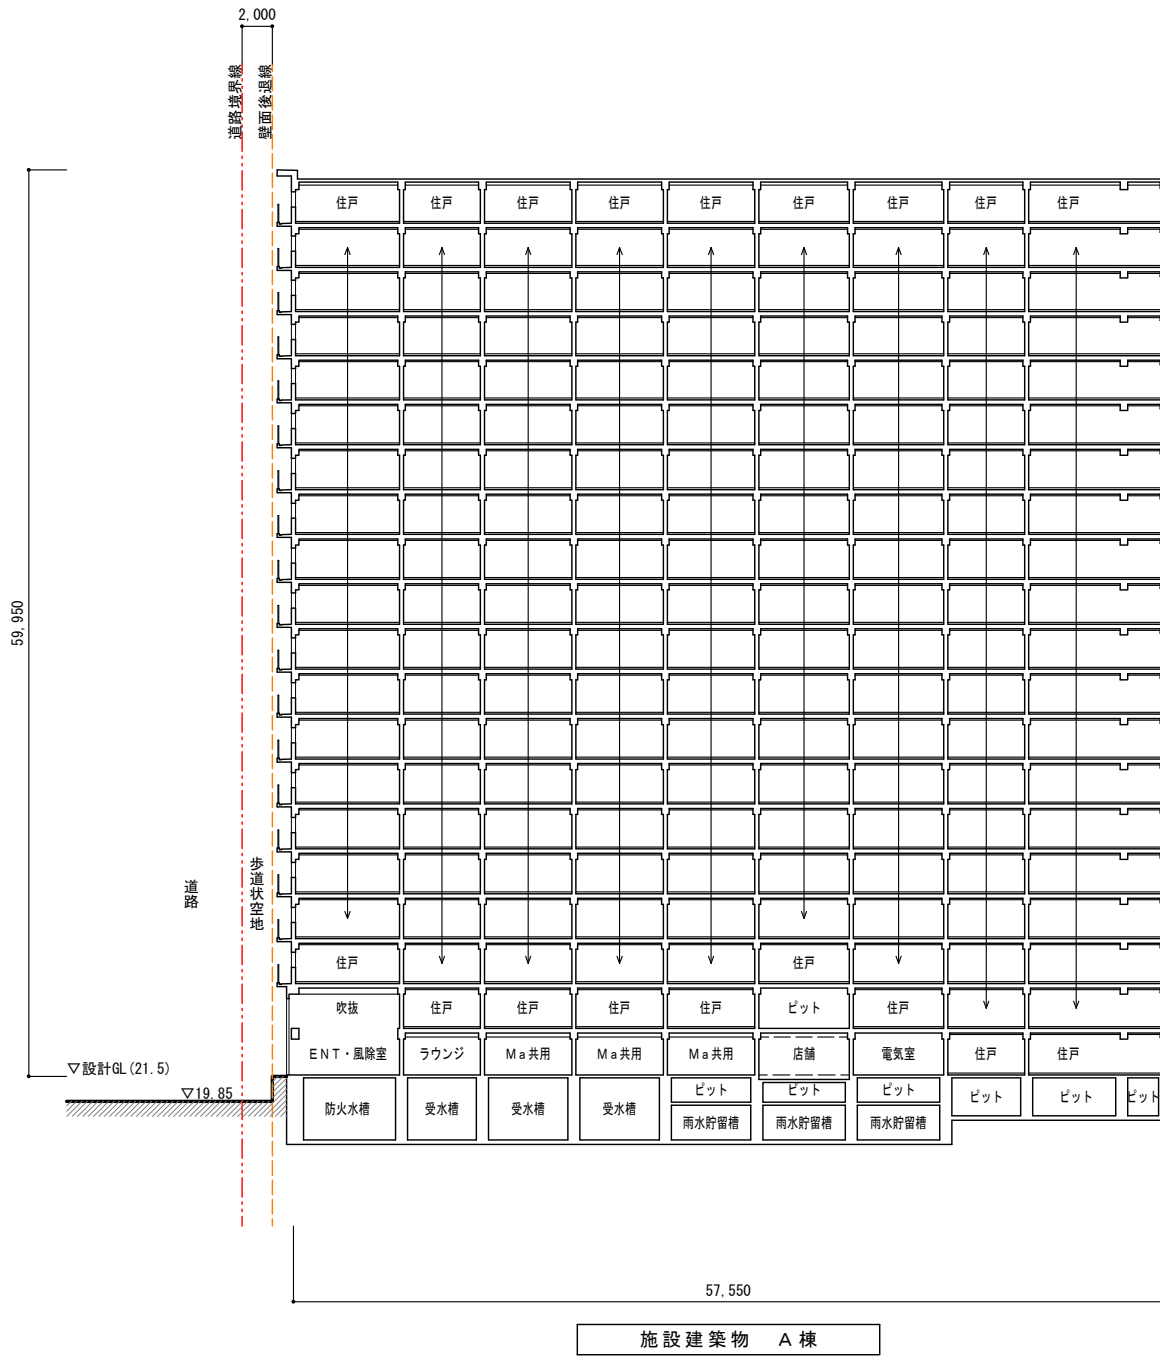 2,000
道路境界線
壁面後退線
住戸 住戸 住戸 住戸 住戸 住戸 住戸 住戸 住戸
59,950
道路
歩道状空地
住戸 住戸
吹抜 住戸 住戸 住戸 住戸 ピット 住戸
ENT・風除室 ラウンジ Ma共用 Ma共用 Ma共用 店舗 電気室 住戸 住戸
▽設計GL(21.5)
▽19.85
防火水槽 受水槽 受水槽 受水槽 ピット ピット ピット ピット ピット ピット
雨水貯留槽 雨水貯留槽 雨水貯留槽
57,550
施設建築物 A棟